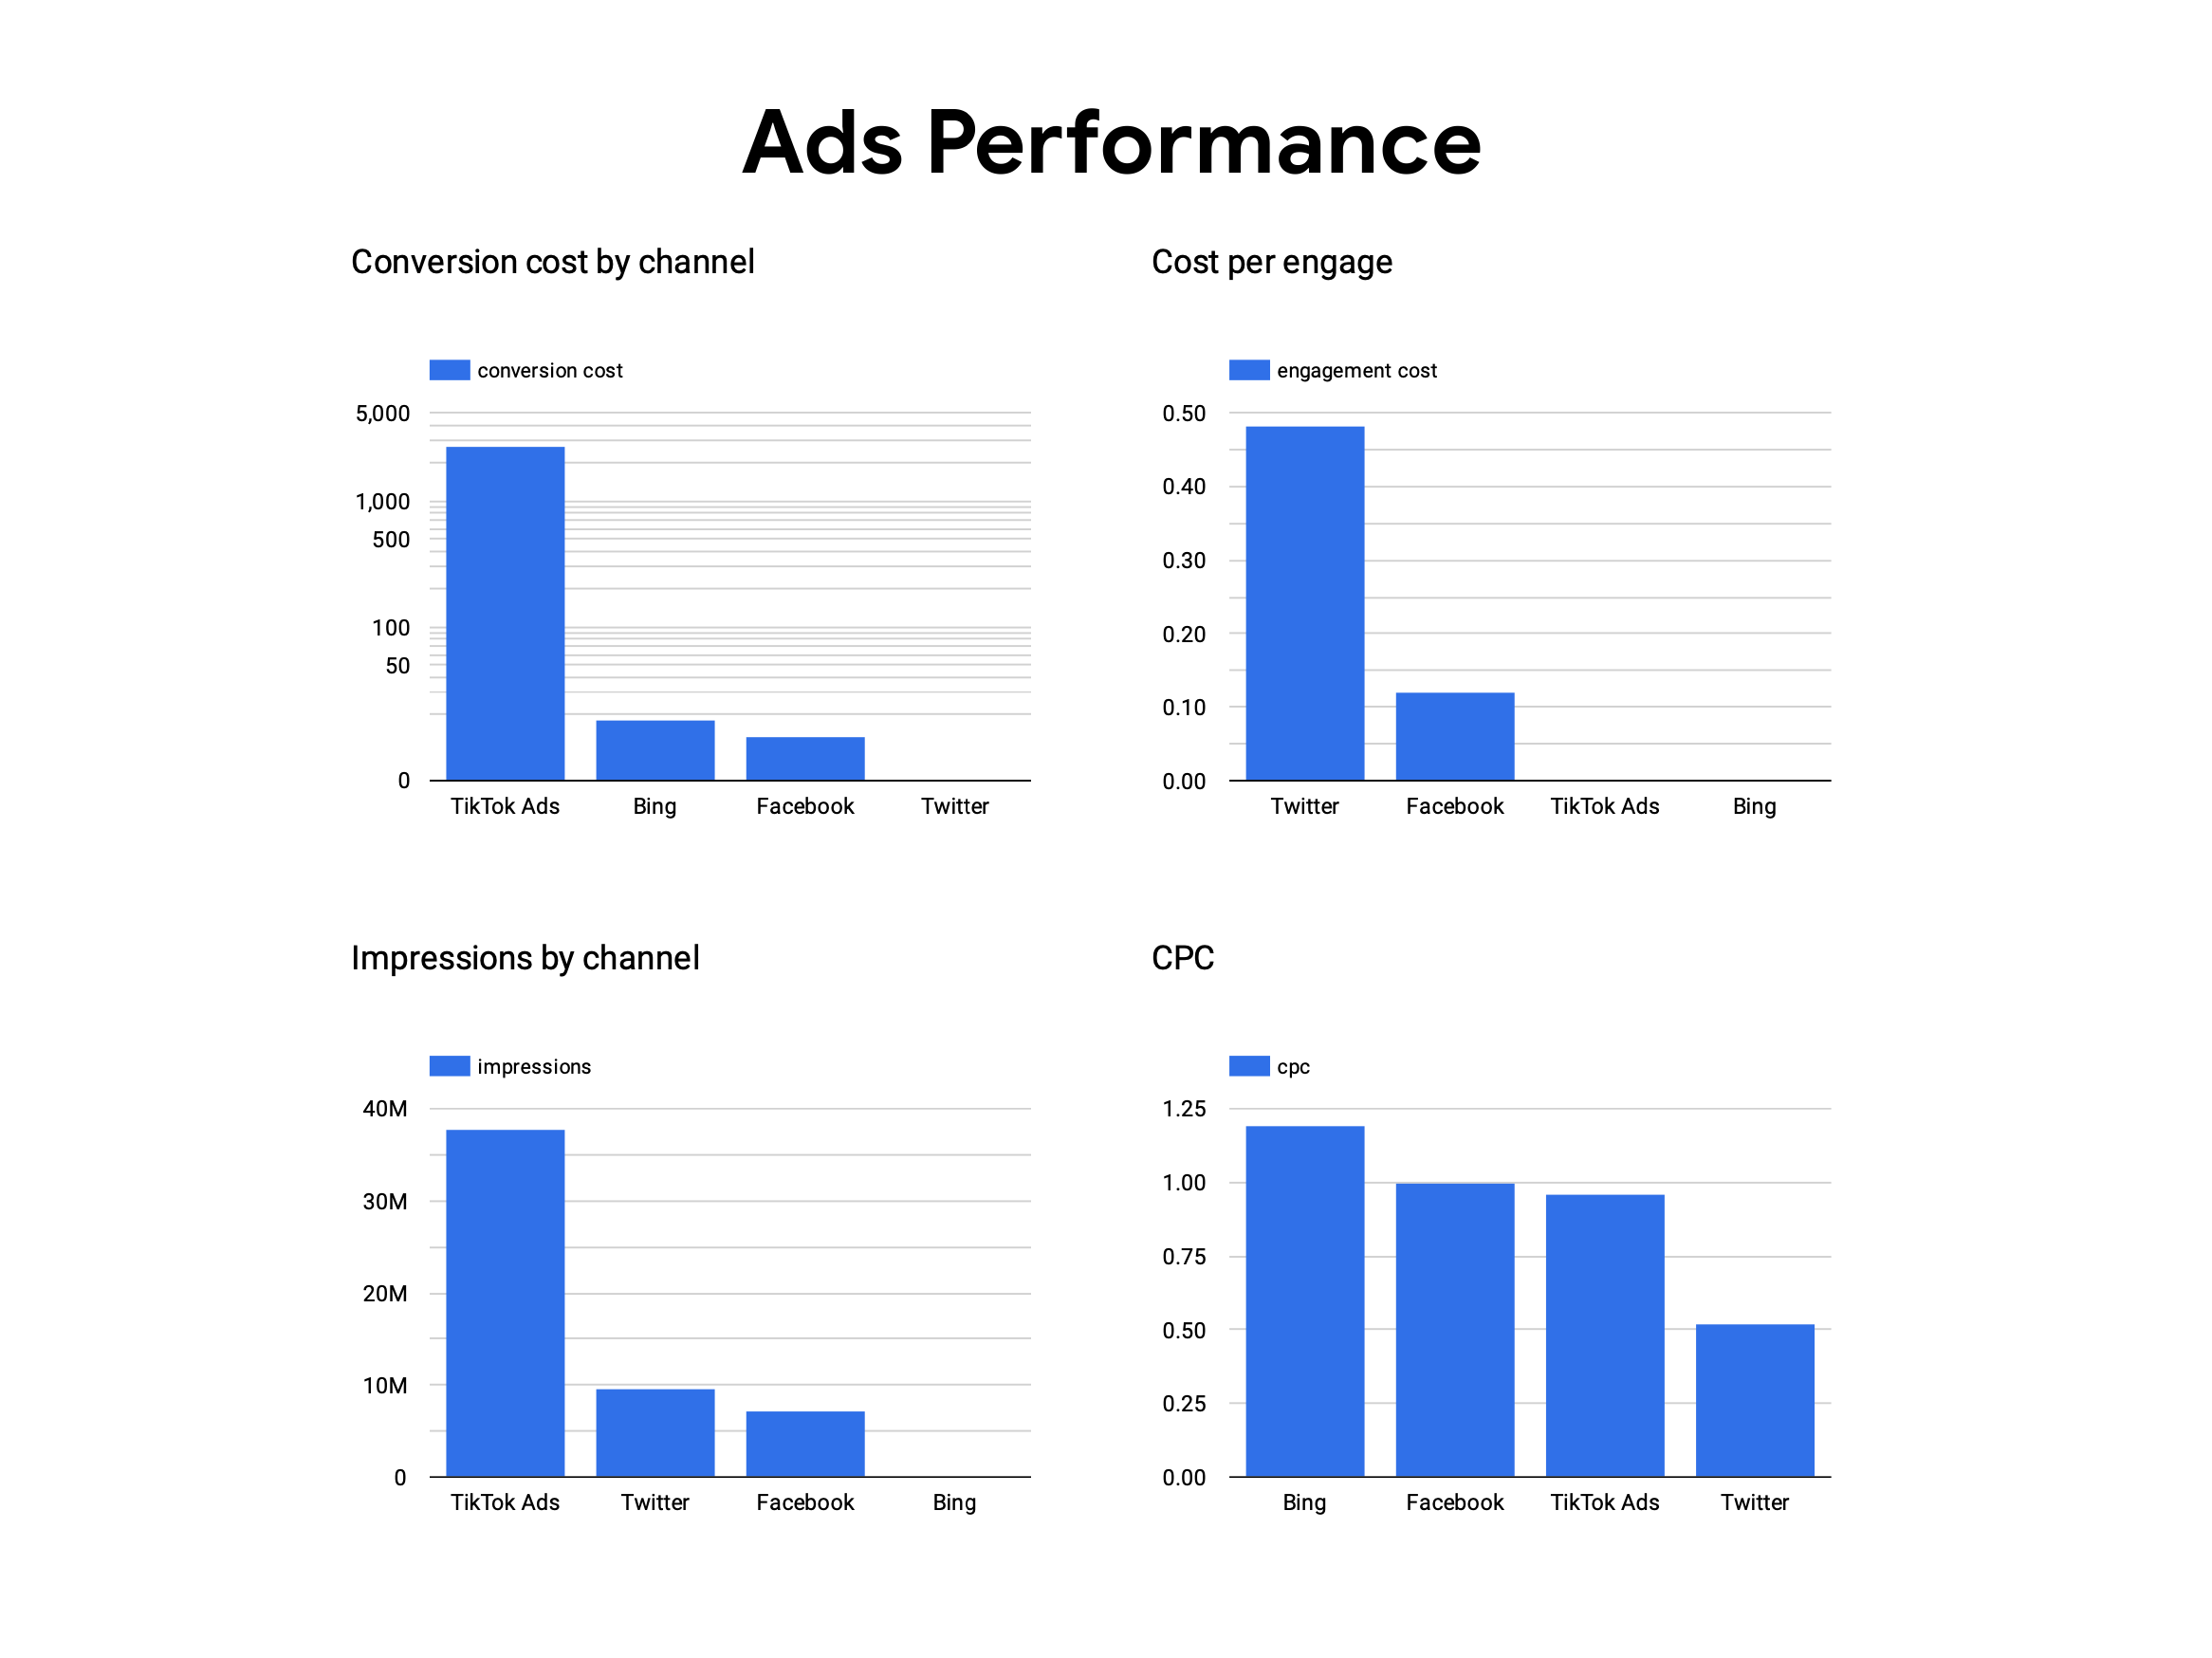 Ads Performance
Conversion cost by channel
conversion cost
5,000
1,000
500
100
50
0
TikTok Ads Bing Facebook Twitter
Cost per engage
engagement cost
0.50
0.40
0.30
0.20
0.10
0.00
Twitter Facebook TikTok Ads Bing
Impressions by channel
impressions
40M
30M
20M
10M
0
TikTok Ads Twitter Facebook Bing
CPC
cpc
1.25
1.00
0.75
0.50
0.25
0.00
Bing Facebook TikTok Ads Twitter